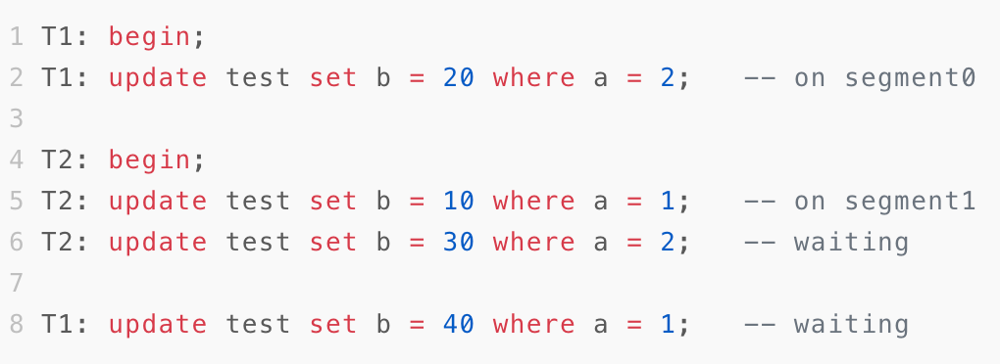 1 T1: begin;
2 T1: update test set b = 20 where a = 2;   -- on segment0
3
4 T2: begin;
5 T2: update test set b = 10 where a = 1;   -- on segment1
6 T2: update test set b = 30 where a = 2;   -- waiting
7
8 T1: update test set b = 40 where a = 1;   -- waiting